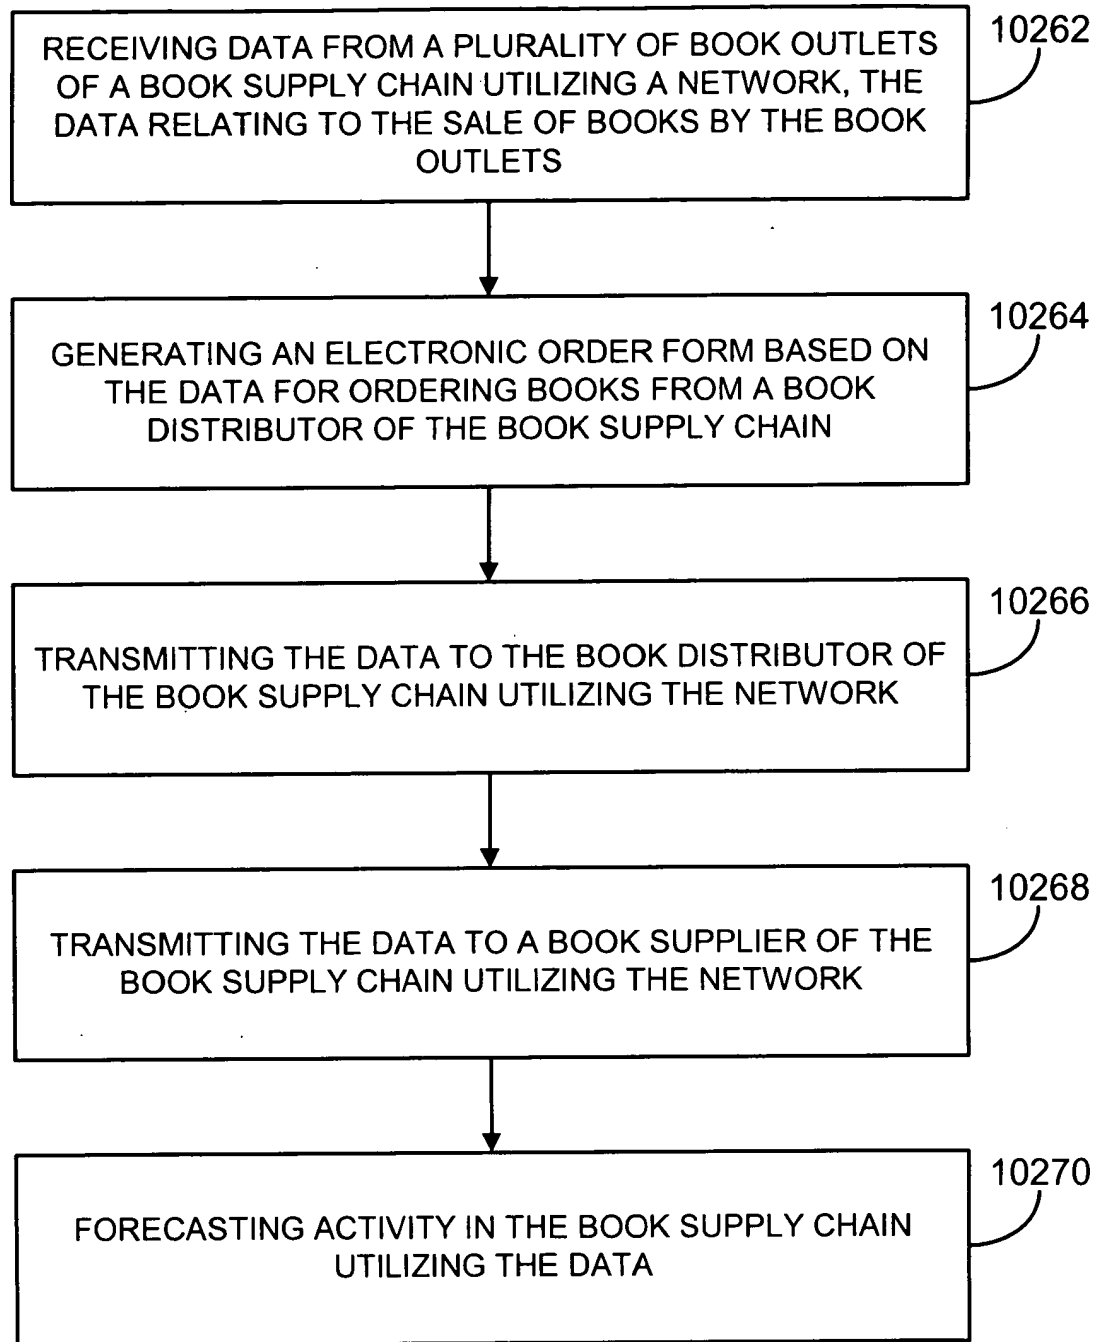 RECEIVING DATA FROM A PLURALITY OF BOOK OUTLETS
OF A BOOK SUPPLY CHAIN UTILIZING A NETWORK, THE
DATA RELATING TO THE SALE OF BOOKS BY THE BOOK
OUTLETS
10262
GENERATING AN ELECTRONIC ORDER FORM BASED ON
THE DATA FOR ORDERING BOOKS FROM A BOOK
DISTRIBUTOR OF THE BOOK SUPPLY CHAIN
10264
TRANSMITTING THE DATA TO THE BOOK DISTRIBUTOR OF
THE BOOK SUPPLY CHAIN UTILIZING THE NETWORK
10266
TRANSMITTING THE DATA TO A BOOK SUPPLIER OF THE
BOOK SUPPLY CHAIN UTILIZING THE NETWORK
10268
FORECASTING ACTIVITY IN THE BOOK SUPPLY CHAIN
UTILIZING THE DATA
10270